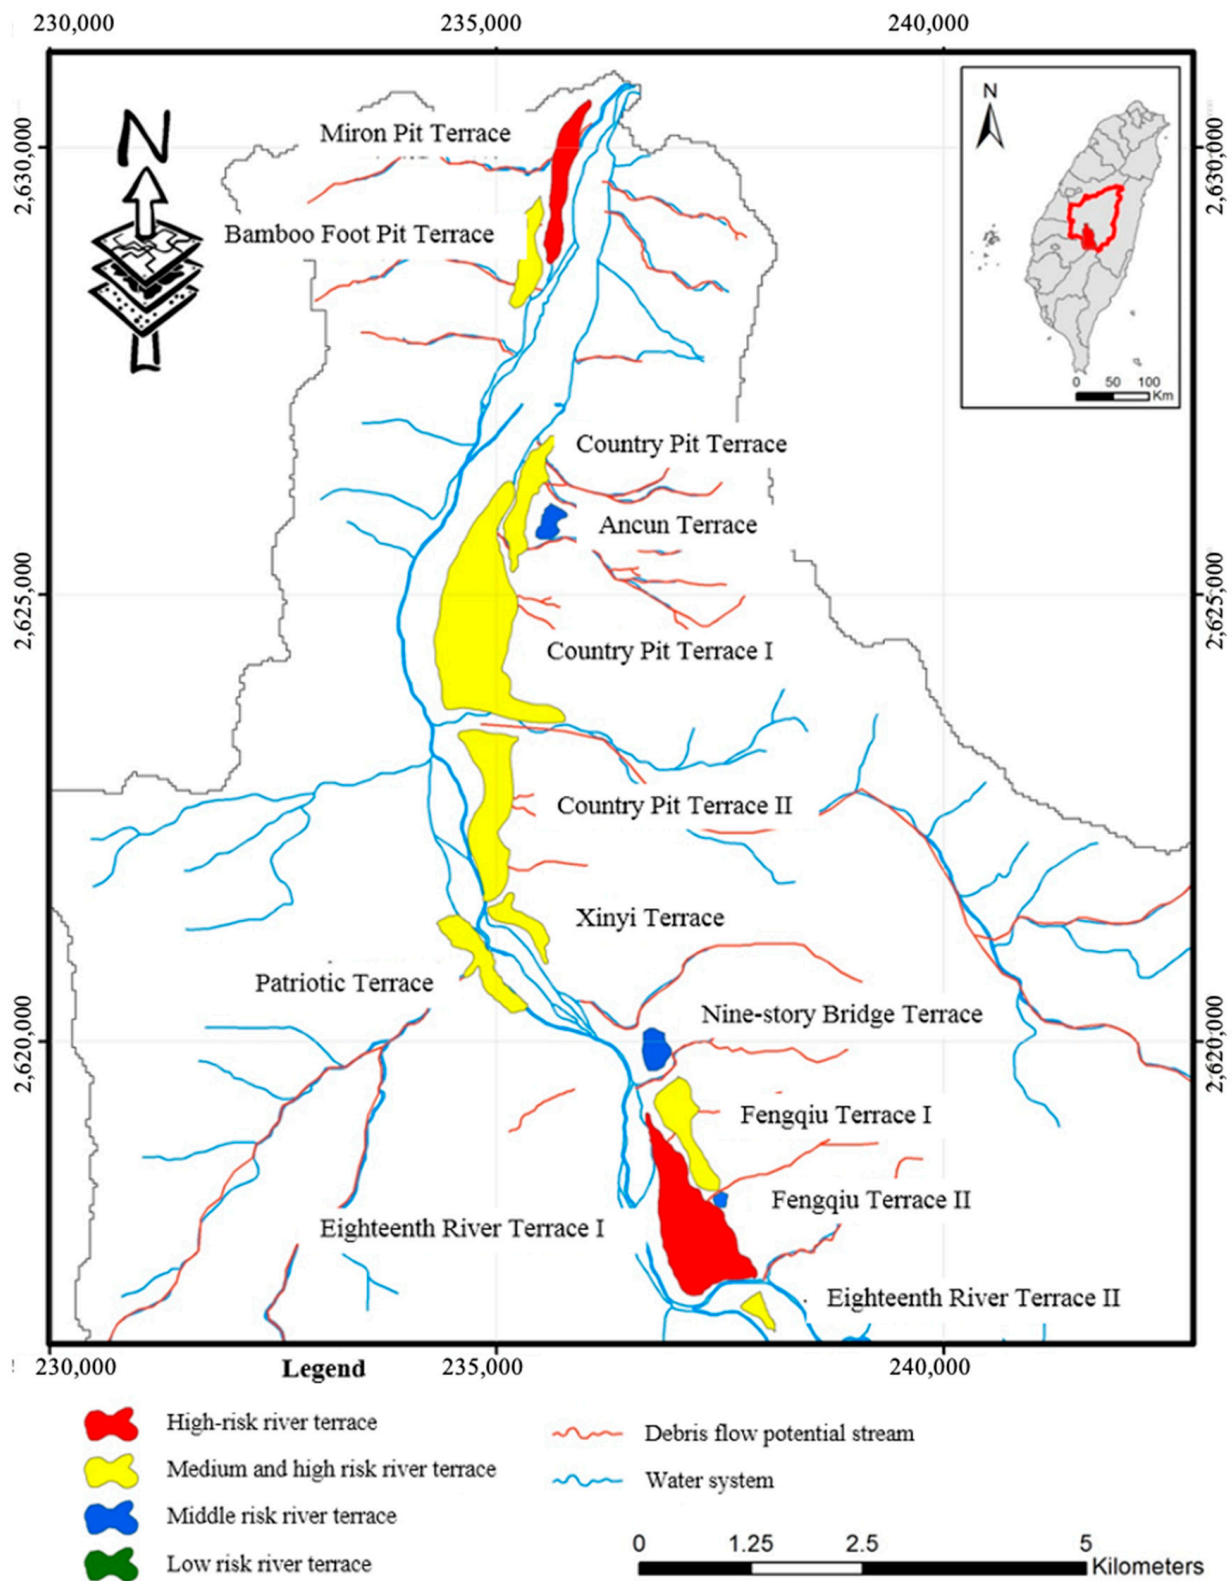 230,000
235,000
240,000
2,630,000
2,630,000
N
N
Miron Pit Terrace
Bamboo Foot Pit Terrace
0 50 100
Km
Country Pit Terrace
Ancun Terrace
2,625,000
2,625,000
Country Pit Terrace I
Country Pit Terrace II
Xinyi Terrace
Patriotic Terrace
Nine-story Bridge Terrace
2,620,000
2,620,000
Fengqiu Terrace I
Fengqiu Terrace II
Eighteenth River Terrace I
Eighteenth River Terrace II
230,000
235,000
240,000
Legend
High-risk river terrace
Medium and high risk river terrace
Middle risk river terrace
Low risk river terrace
Debris flow potential stream
Water system
0 1.25 2.5 5
Kilometers